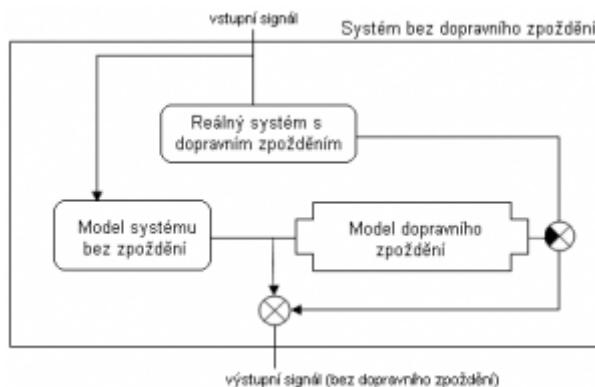 vstupní signál
Systém bez dopravního zpoždění
Reálný systém s
dopravním zpožděním
Model systému
bez zpoždění
Model dopravního
zpoždění
výstupní signál (bez dopravního zpoždění)